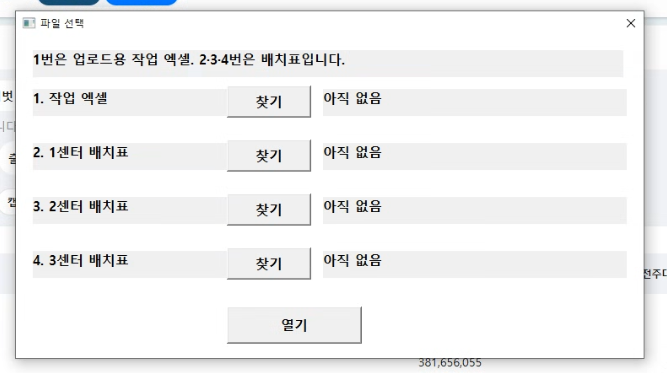 파일 선택
1번은 업로드용 작업 엑셀. 2·3·4번은 배치표입니다.
1. 작업 엑셀 찾기 아직 없음
2. 1센터 배치표 찾기 아직 없음
3. 2센터 배치표 찾기 아직 없음
4. 3센터 배치표 찾기 아직 없음
열기
381,656,055